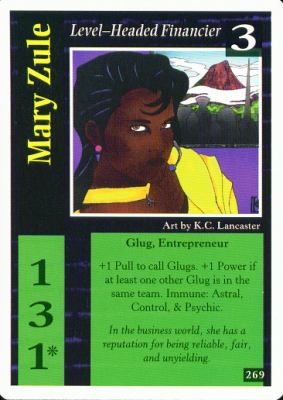 Mary Zule
Level–Headed Financier
3
Art by K.C. Lancaster
Glug, Entrepreneur
+1 Pull to call Glugs. +1 Power if
at least one other Glug is in the
same team. Immune: Astral,
Control, & Psychic.
In the business world, she has a
reputation for being reliable, fair,
and unyielding.
1
3
1*
269